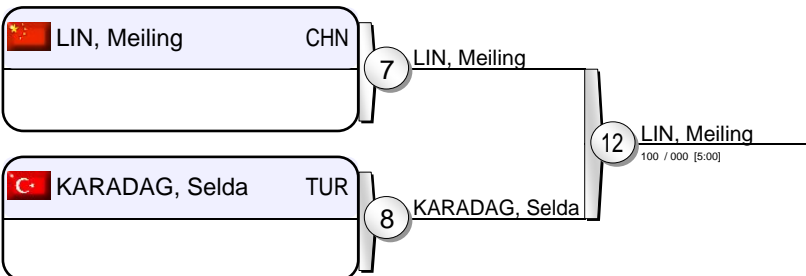 LIN, Meiling CHN
7
LIN, Meiling
12
LIN, Meiling
100 / 000 [5:00]
KARADAG, Selda TUR
8
KARADAG, Selda